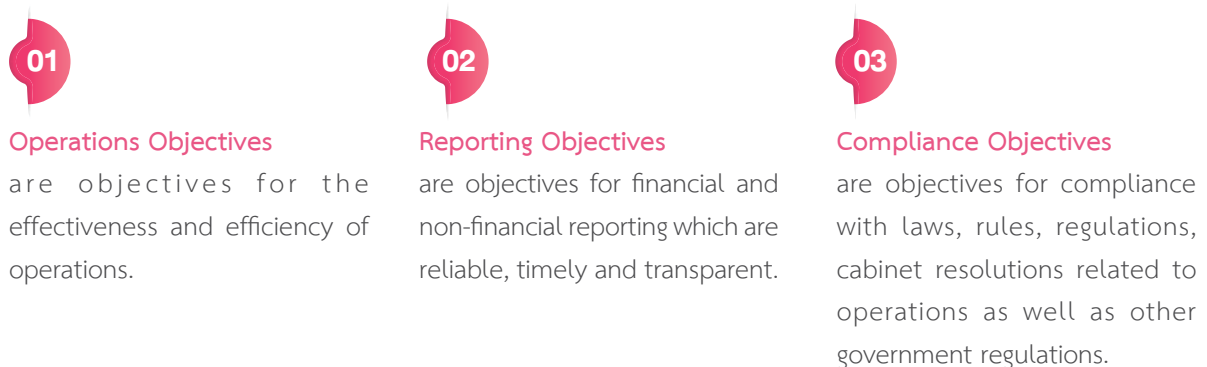 01
Operations Objectives
are objectives for the
effectiveness and efficiency of
operations.
02
Reporting Objectives
are objectives for financial and
non-financial reporting which are
reliable, timely and transparent.
03
Compliance Objectives
are objectives for compliance
with laws, rules, regulations,
cabinet resolutions related to
operations as well as other
government regulations.